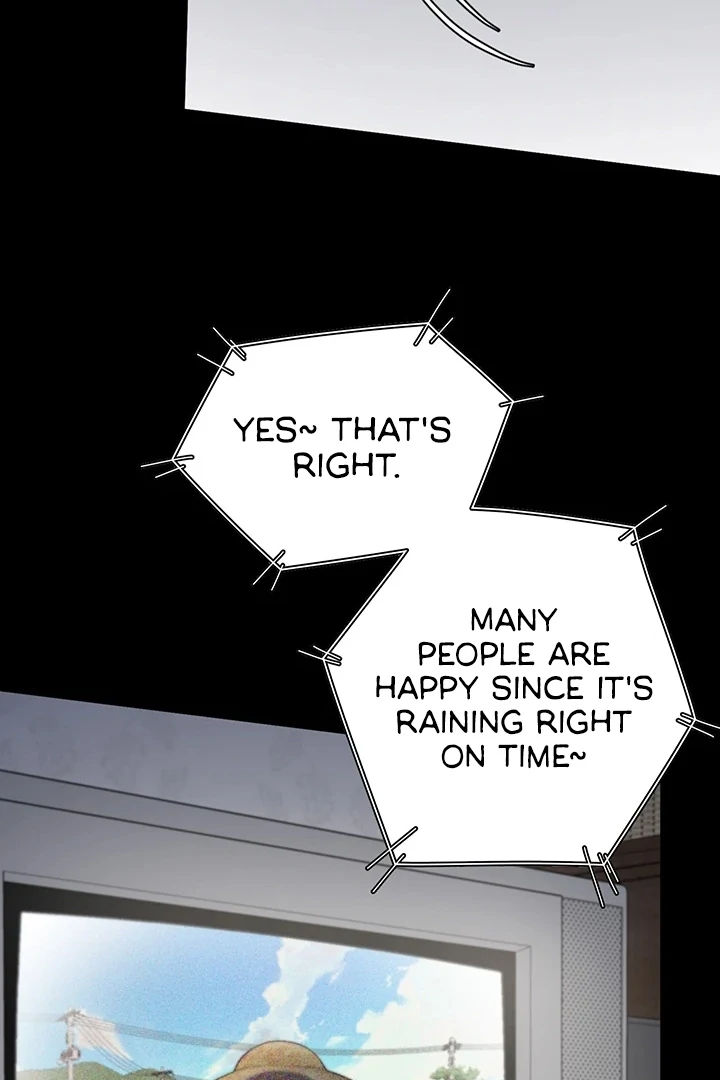 YES~ THAT'S
RIGHT.
MANY
PEOPLE ARE
HAPPY SINCE IT'S
RAINING RIGHT
ON TIME~